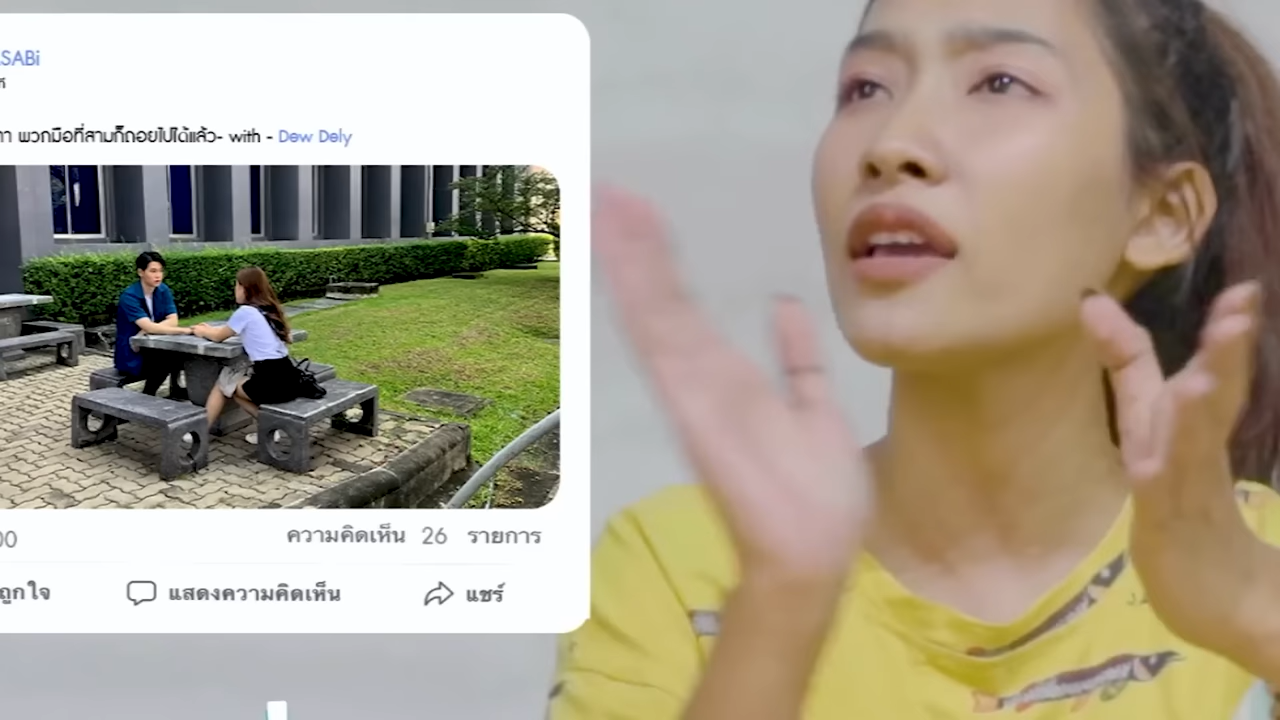 SABi
พวกมือที่สามก็ถอยไปได้แล้ว- with - Dew Dely
ความคิดเห็น 26 รายการ
ถูกใจ แสดงความคิดเห็น แชร์